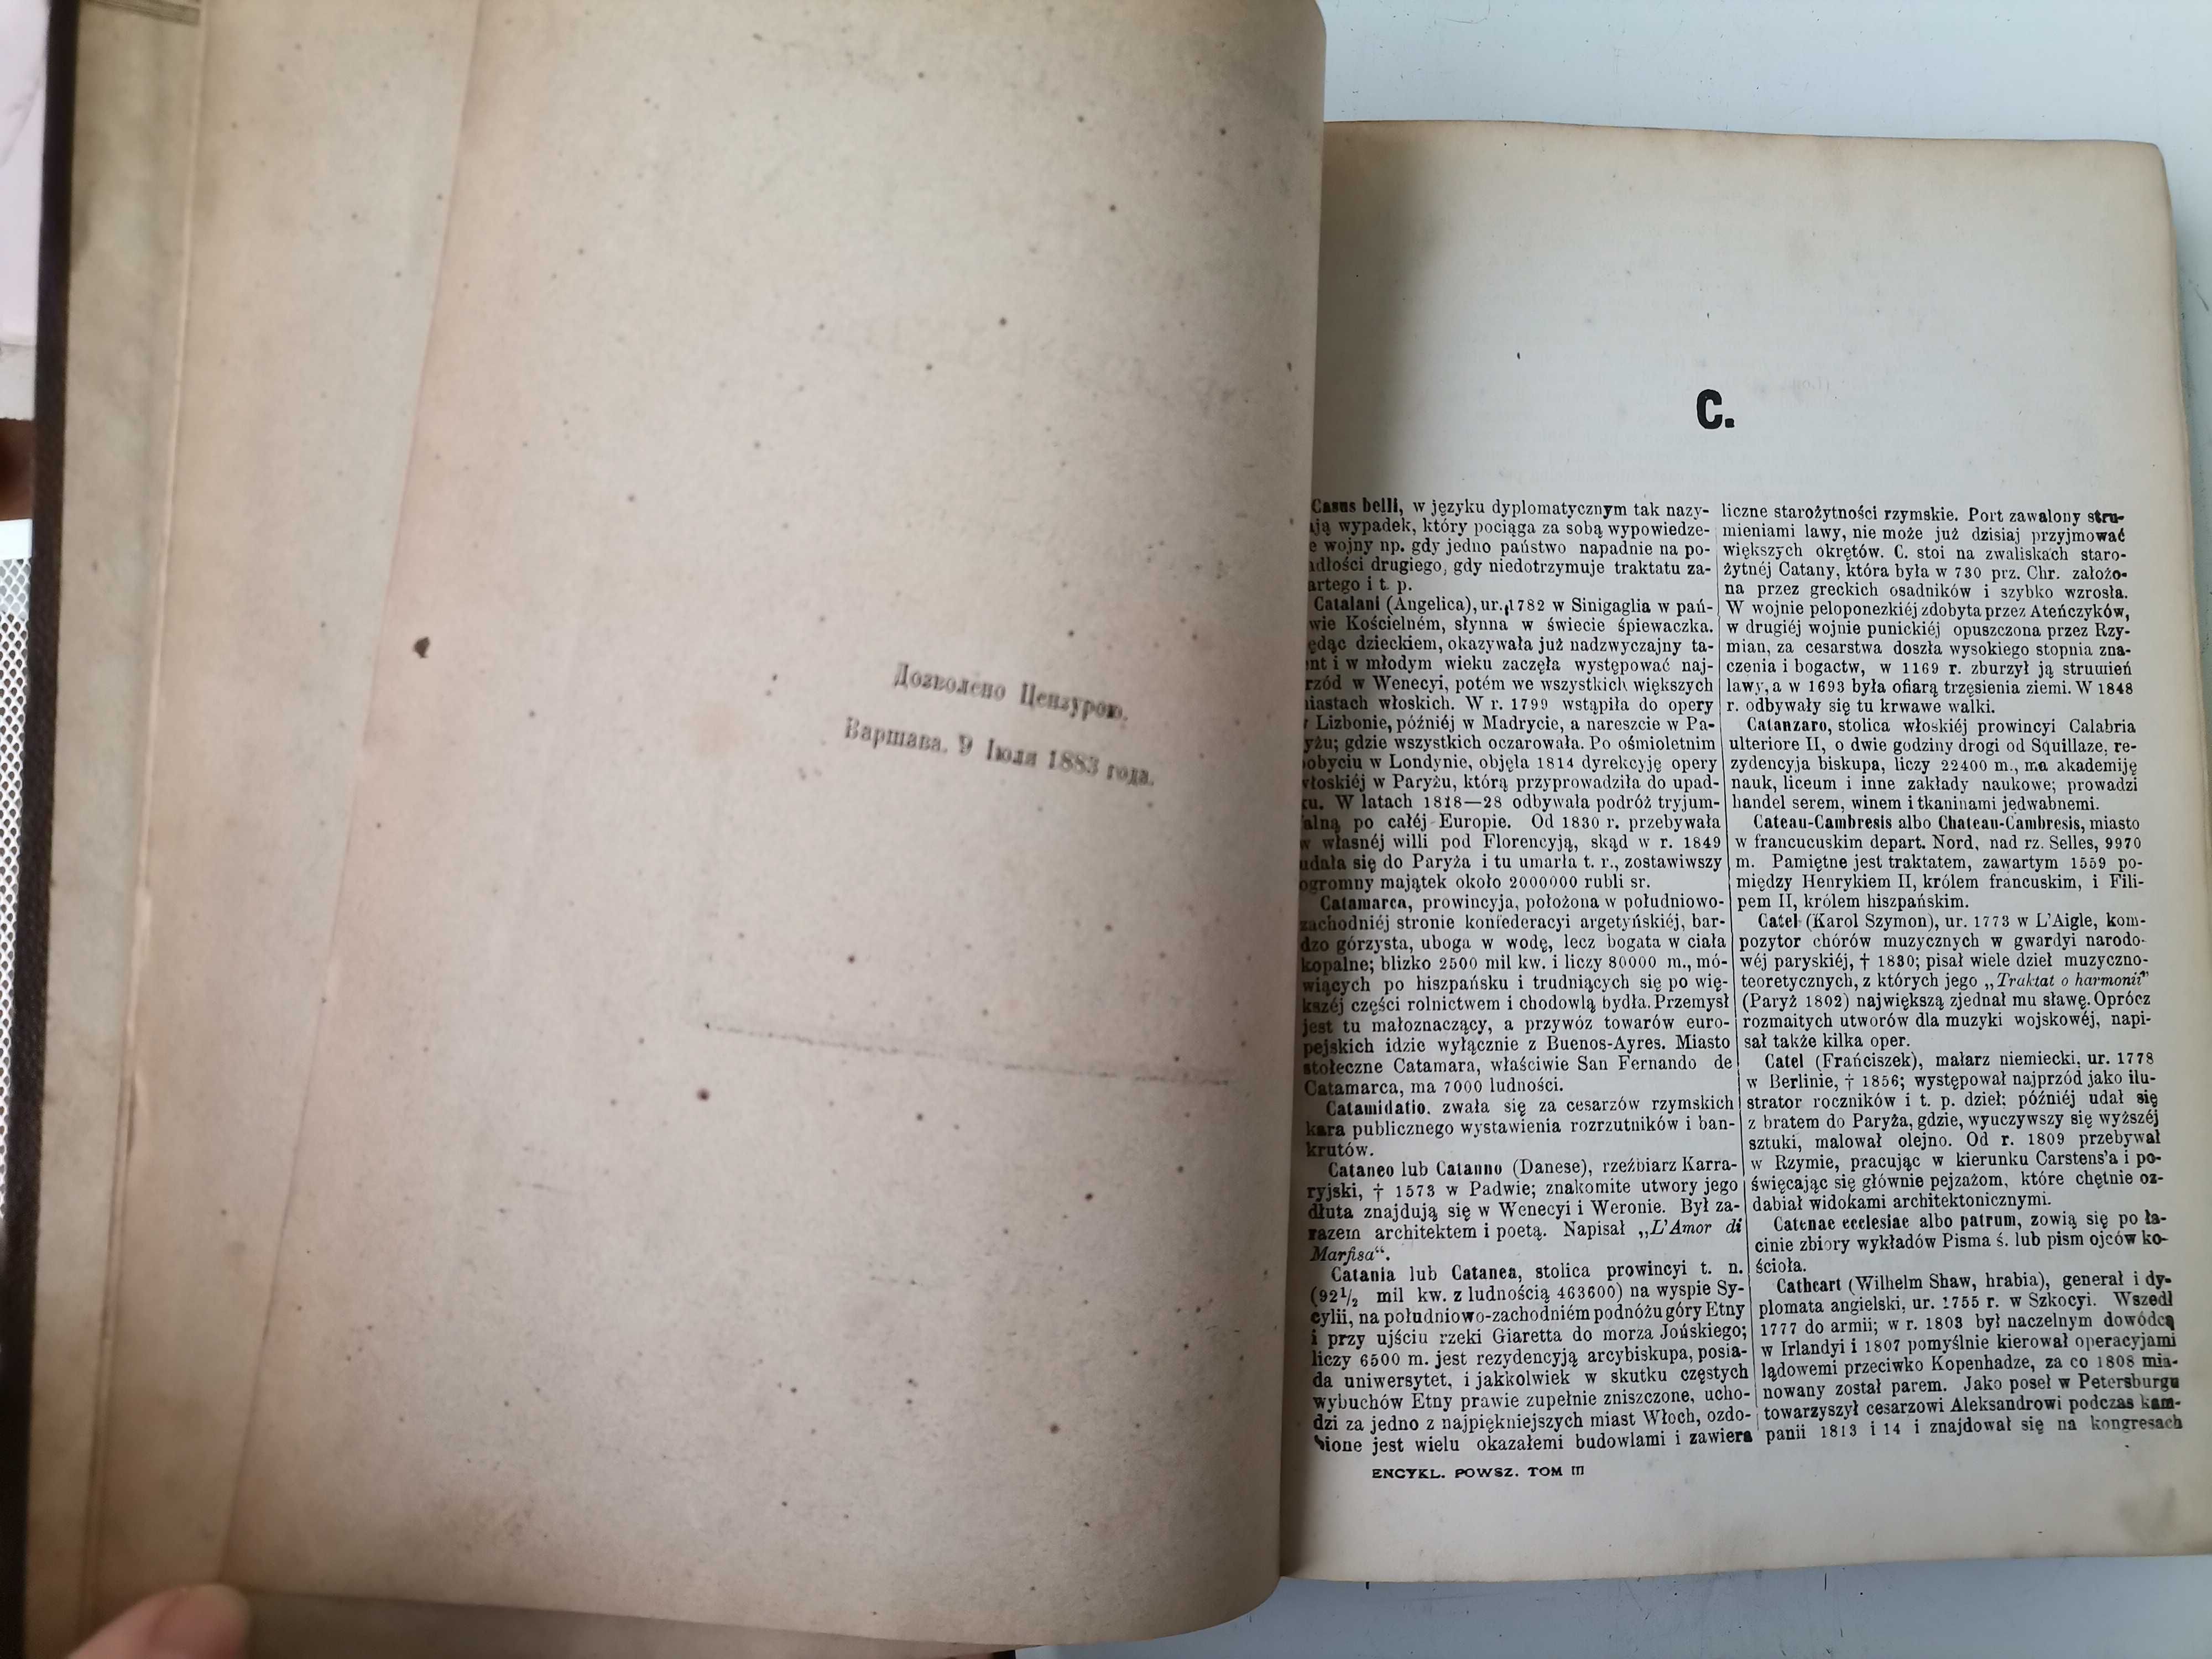 Дозволено Цензурою.
Варшава. 9 Іюля 1883 года.
C.
Casus belli, w języku dyplomatycznym tak nazy-
ją wypadek, który pociąga za sobą wypowiedze-
e wojny np. gdy jedno państwo napadnie na po-
adłości drugiego, gdy niedotrzymuje traktatu za-
artego i t. p.
Catalani (Angelica), ur. 1782 w Sinigaglia w pań-
wie Kościelném, słynna w świecie śpiewaczka.
ędąc dzieckiem, okazywała już nadzwyczajny ta-
nt i w młodym wieku zaczęła występować naj-
rzód w Wenecyi, potém we wszystkich większych
iastach włoskich. W r. 1799 wstąpiła do opery
Lizbonie, późniéj w Madrycie, a nareszcie w Pa-
yżu; gdzie wszystkich oczarowała. Po ośmioletnim
obyciu w Londynie, objęła 1814 dyrekcyję opery
włoskiéj w Paryżu, którą przyprowadziła do upad-
ku. W latach 1818—28 odbywała podróż tryjum-
alną po całéj Europie. Od 1830 r. przebywała
w własnéj willi pod Florencyją, skąd w r. 1849
udała się do Paryża i tu umarła t. r., zostawiwszy
ogromny majątek około 2000000 rubli sr.
Catamarca, prowincyja, położona w południowo-
zachodniéj stronie konfederacyi argetyńskiéj, bar-
dzo górzysta, uboga w wodę, lecz bogata w ciała
kopalne; blizko 2500 mil kw. i liczy 80000 m., mó-
wiących po hiszpańsku i trudniących się po wię-
kszéj części rolnictwem i chodowlą bydła. Przemysł
jest tu małoznaczący, a przywóz towarów euro-
pejskich idzie wyłącznie z Buenos-Ayres. Miasto
stołeczne Catamara, właściwie San Fernando de
Catamarca, ma 7000 ludności.
Catamidatio. zwała się za cesarzów rzymskich
kara publicznego wystawienia rozrzutników i ban-
krutów.
Cataneo lub Catanno (Danese), rzeźbiarz Karra-
ryjski, † 1573 w Padwie; znakomite utwory jego
dłuta znajdują się w Wenecyi i Weronie. Był za-
razem architektem i poetą. Napisał „L'Amor di
Marfisa“.
Catania lub Catanea, stolica prowincyi t. n.
(92½ mil kw. z ludnością 463600) na wyspie Sy-
cylii, na południowo-zachodniém podnóżu góry Etny
i przy ujściu rzeki Giaretta do morza Jońskiego;
liczy 6500 m. jest rezydencyją arcybiskupa, posia-
da uniwersytet, i jakkolwiek w skutku częstych
wybuchów Etny prawie zupełnie zniszczone, ucho-
dzi za jedno z najpiękniejszych miast Włoch, ozdo-
bione jest wielu okazałemi budowlami i zawiera
liczne starożytności rzymskie. Port zawalony stru-
mieniami lawy, nie może już dzisiaj przyjmować
większych okrętów. C. stoi na zwaliskach staro-
żytnéj Catany, która była w 730 prz. Chr. założo-
na przez greckich osadników i szybko wzrosła.
W wojnie peloponezkiéj zdobyta przez Ateńczyków,
w drugiéj wojnie punickiéj opuszczona przez Rzy-
mian, za cesarstwa doszła wysokiego stopnia zna-
czenia i bogactw, w 1169 r. zburzył ją strumień
lawy, a w 1693 była ofiarą trzęsienia ziemi. W 1848
r. odbywały się tu krwawe walki.
Catanzaro, stolica włoskiéj prowincyi Calabria
ulteriore II, o dwie godziny drogi od Squillaze, re-
zydencyja biskupa, liczy 22400 m., ma akademiję
nauk, liceum i inne zakłady naukowe; prowadzi
handel serem, winem i tkaninami jedwabnemi.
Cateau-Cambresis albo Chateau-Cambresis, miasto
w francucuskim depart. Nord, nad rz. Selles, 9970
m. Pamiętne jest traktatem, zawartym 1559 po-
między Henrykiem II, królem francuskim, i Fili-
pem II, królem hiszpańskim.
Catel (Karol Szymon), ur. 1773 w L'Aigle, kom-
pozytor chórów muzycznych w gwardyi narodo-
wéj paryskiéj, † 1830; pisał wiele dzieł muzyczno-
teoretycznych, z których jego „Traktat o harmonii“
(Paryż 1802) największą zjednał mu sławę. Oprócz
rozmaitych utworów dla muzyki wojskowéj, napi-
sał także kilka oper.
Catel (Frańciszek), malarz niemiecki, ur. 1778
w Berlinie, † 1856; występował najprzód jako ilu-
strator roczników i t. p. dzieł; późniéj udał się
z bratem do Paryża, gdzie, wyuczywszy się wyższéj
sztuki, malował olejno. Od r. 1809 przebywał
w Rzymie, pracując w kierunku Carstens'a i po-
święcając się głównie pejzażom, które chętnie oz-
dabiał widokami architektonicznymi.
Catenae ecclesiae albo patrum, zowią się po ła-
cinie zbiory wykładów Pisma ś. lub pism ojców ko-
ścioła.
Cathcart (Wilhelm Shaw, hrabia), generał i dy-
plomata angielski, ur. 1755 r. w Szkocyi. Wszedł
1777 do armii; w r. 1803 był naczelnym dowódcą
w Irlandyi i 1807 pomyślnie kierował operacyjami
lądowemi przeciwko Kopenhadze, za co 1808 mia-
nowany został parem. Jako poseł w Petersburgu
towarzyszył cesarzowi Aleksandrowi podczas kam-
panii 1813 i 14 i znajdował się na kongresach
ENCYKL. POWSZ. TOM III